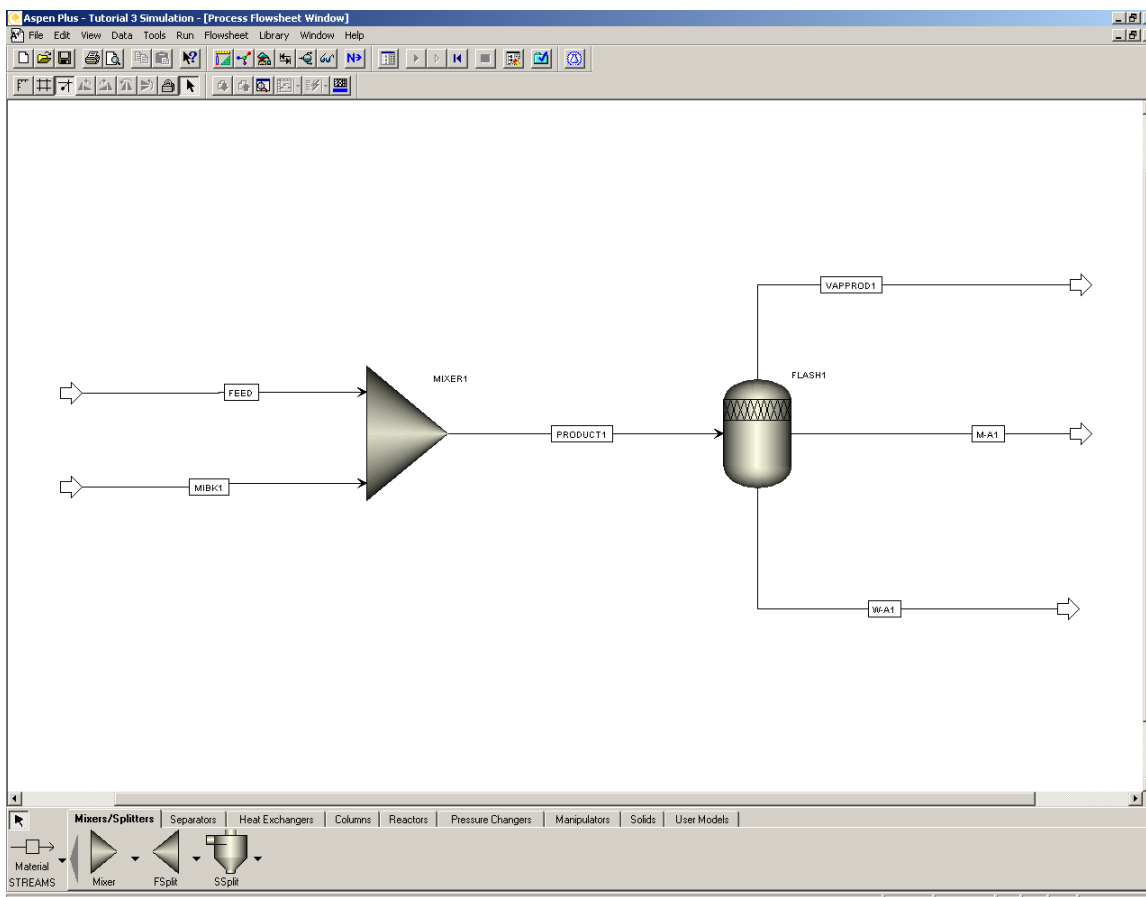 Aspen Plus - Tutorial 3 Simulation - [Process Flowsheet Window]
File Edit View Data Tools Run Flowsheet Library Window Help
N>
VAPPROD1
MIXER1
FLASH1
FEED
PRODUCT1
M-A1
MIBK1
W-A1
Mixers/Splitters Separators Heat Exchangers Columns Reactors Pressure Changers Manipulators Solids User Models
Material
STREAMS Mixer FSplit SSplit